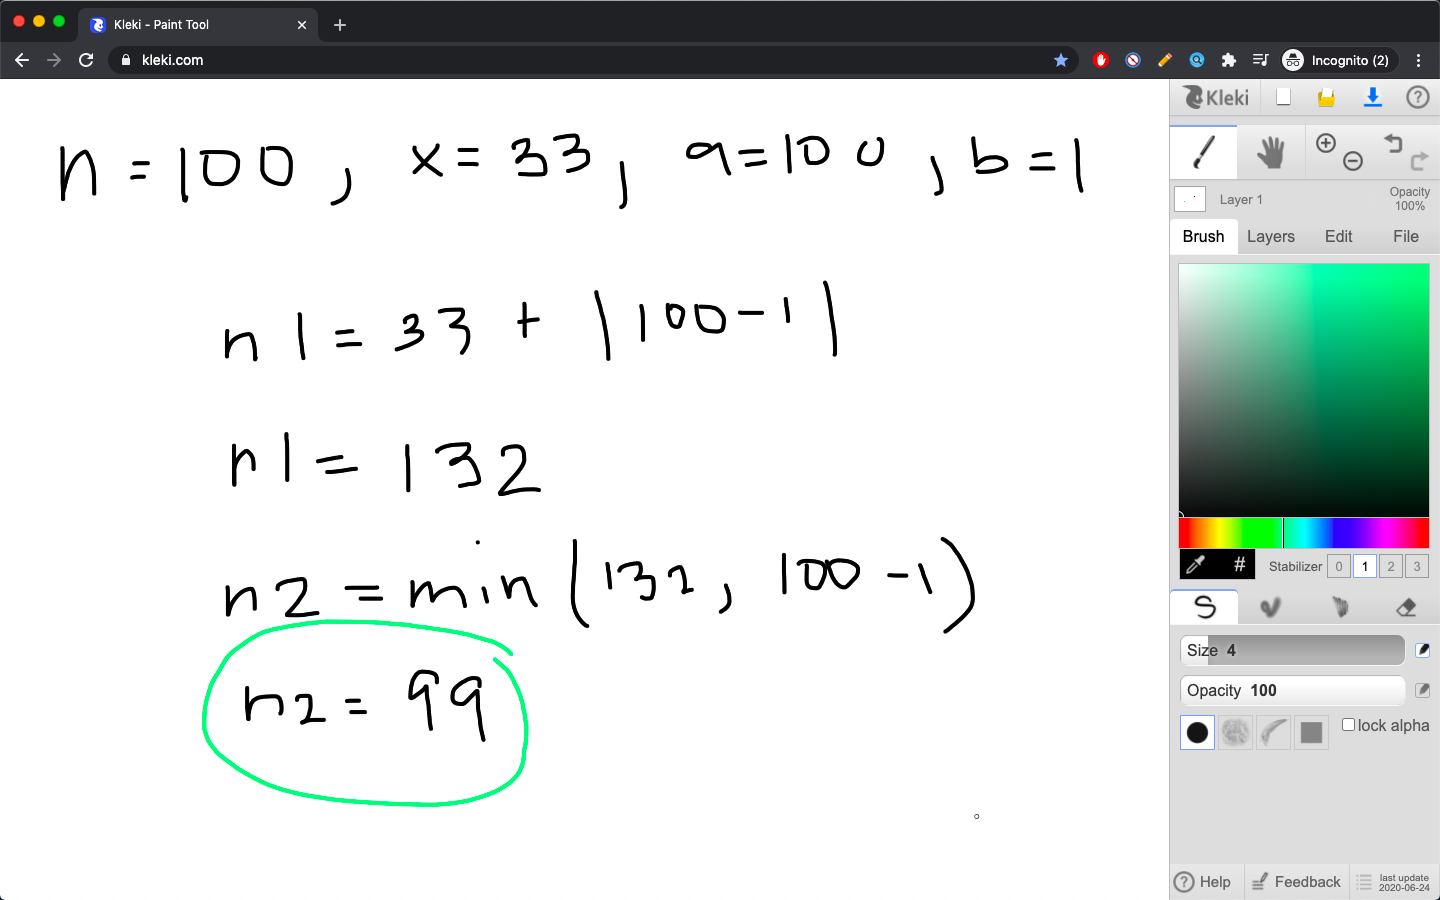 Kleki - Paint Tool
kleki.com
Incognito (2)
n = 100 , x = 33 , a = 100 , b = 1
n1 = 33 + |100 - 1|
n1 = 132
n2 = min (132 , 100 - 1)
n2 = 99
Kleki
Layer 1
Opacity
100%
Brush Layers Edit File
# Stabilizer 0 1 2 3
Size 4
Opacity 100
lock alpha
Help Feedback last update
2020-06-24